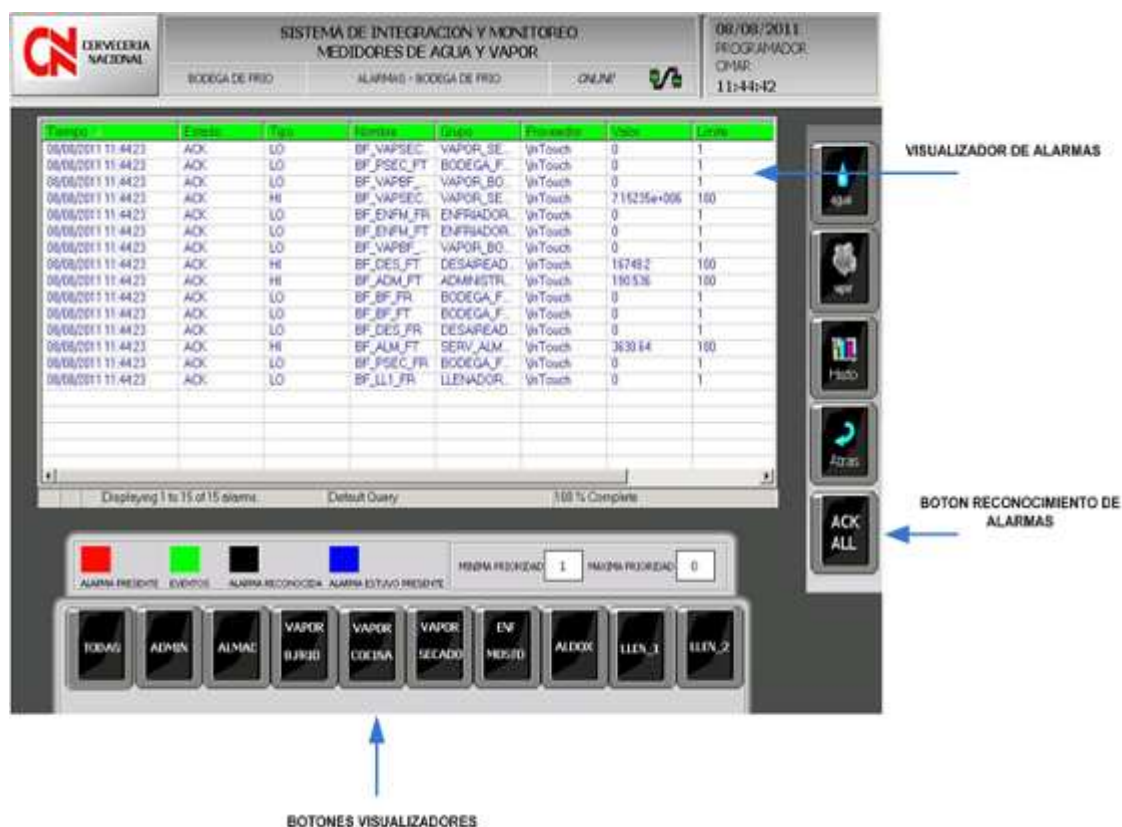 CN CERVECERIA NACIONAL
SISTEMA DE INTEGRACION Y MONITOREO
MEDIDORES DE AGUA Y VAPOR
BODEGA DE FRIO ALARMAS - BODEGA DE FRIO ONLINE
08/08/2011
PROGRAMADOR
OMAR
11:44:42
Tiempo Estado Tipo Nombre Grupo Proveedor Valor Limite
08/08/2011 11:44:23 ACK LO BF_VAPSEC... VAPOR_SE... \InTouch 0 1
08/08/2011 11:44:23 ACK LO BF_PSEC_FT BODEGA_F... \InTouch 0 1
08/08/2011 11:44:23 ACK LO BF_VAPBF_... VAPOR_BO... \InTouch 0 1
08/08/2011 11:44:23 ACK HI BF_VAPSEC... VAPOR_SE... \InTouch 7.15235e+006 100
08/08/2011 11:44:23 ACK LO BF_ENFM_FR ENFRIADOR... \InTouch 0 1
08/08/2011 11:44:23 ACK LO BF_ENFM_FT ENFRIADOR... \InTouch 0 1
08/08/2011 11:44:23 ACK LO BF_VAPBF_... VAPOR_BO... \InTouch 0 1
08/08/2011 11:44:23 ACK HI BF_DES_FT DESAIREAD... \InTouch 16748.2 100
08/08/2011 11:44:23 ACK HI BF_ADM_FT ADMINISTR... \InTouch 190.536 100
08/08/2011 11:44:23 ACK LO BF_BF_FR BODEGA_F... \InTouch 0 1
08/08/2011 11:44:23 ACK LO BF_BF_FT BODEGA_F... \InTouch 0 1
08/08/2011 11:44:23 ACK LO BF_DES_FR DESAIREAD... \InTouch 0 1
08/08/2011 11:44:23 ACK HI BF_ALM_FT SERV_ALM... \InTouch 3630.64 100
08/08/2011 11:44:23 ACK LO BF_PSEC_FR BODEGA_F... \InTouch 0 1
08/08/2011 11:44:23 ACK LO BF_LL1_FR LLENADOR... \InTouch 0 1
Displaying 1 to 15 of 15 alarms. Default Query 100 % Complete
agua
vapor
Histo
Atras
ACK
ALL
VISUALIZADOR DE ALARMAS
BOTON RECONOCIMIENTO DE
ALARMAS
ALARMA PRESENTE EVENTOS ALARMA RECONOCIDA ALARMA ESTUVO PRESENTE
MINIMA PRIORIDAD 1 MAXIMA PRIORIDAD 0
TODAS
ADMIN
ALMAC
VAPOR
B.FRIO
VAPOR
COCINA
VAPOR
SECADO
ENF
MOSTO
ALDOX
LLEN_1
LLEN_2
BOTONES VISUALIZADORES